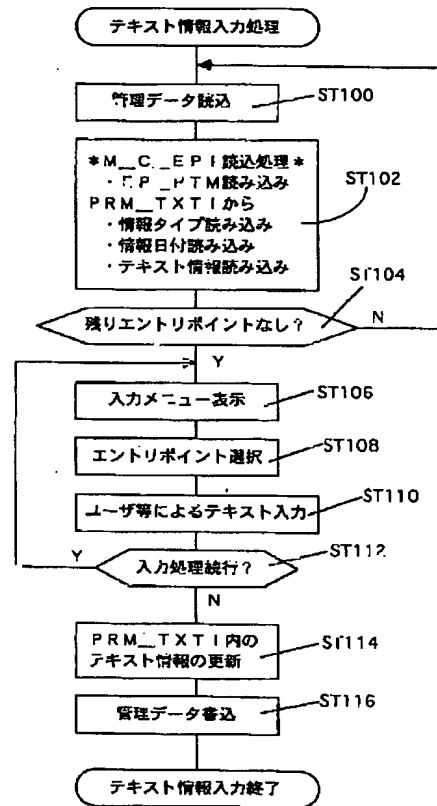 テキスト情報入力処理
管理データ読込
ST100
*M__C_EPI読込処理*
・EP_PTM読み込み
PRM__TXTIから
・情報タイプ読み込み
・情報日付読み込み
・テキスト情報読み込み
ST102
ST104
残りエントリポイントなし?
N
Y
入力メニュー表示
ST106
エントリポイント選択
ST108
ユーザ等によるテキスト入力
ST110
Y
入力処理続行?
ST112
N
PRM__TXTI内の
テキスト情報の更新
ST114
管理データ書込
ST116
テキスト情報入力終了